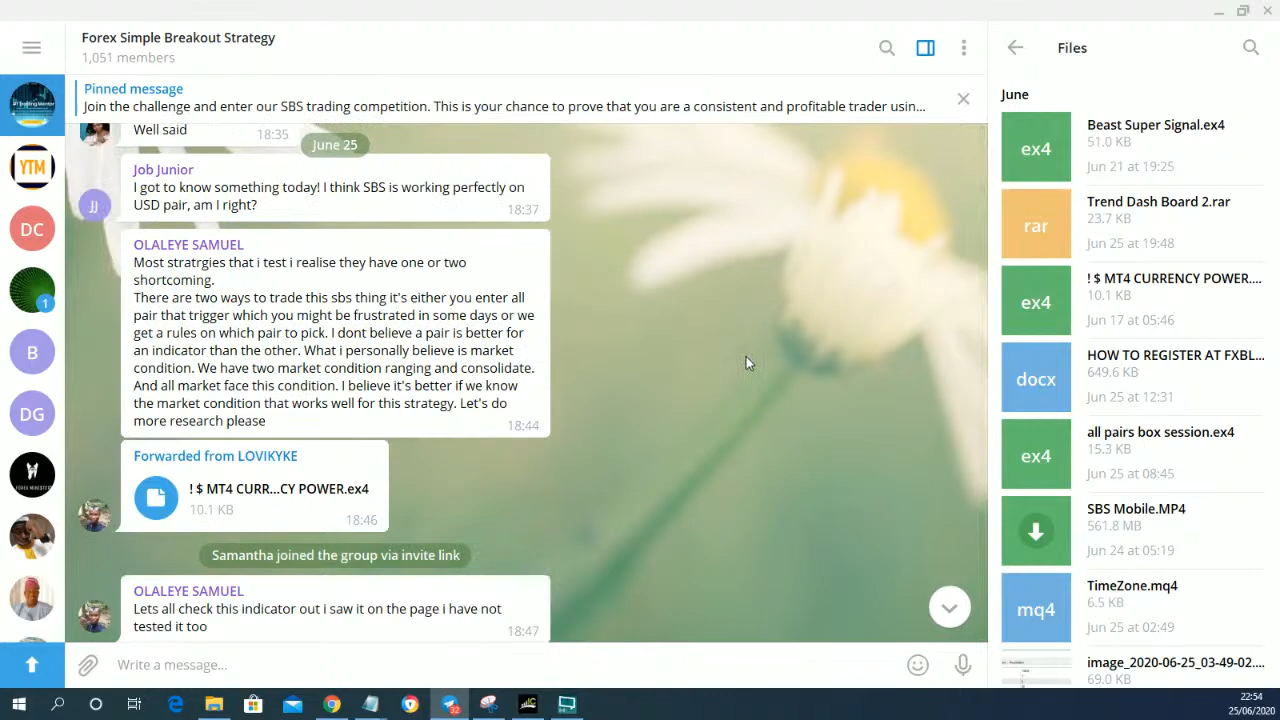 Forex Simple Breakout Strategy
1,051 members
Pinned message
Join the challenge and enter our SBS trading competition. This is your chance to prove that you are a consistent and profitable trader usin...
Well said
18:35
June 25
Job Junior
I got to know something today! I think SBS is working perfectly on
USD pair, am I right?
18:37
JJ
OLALEYE SAMUEL
Most stratrgies that i test i realise they have one or two
shortcoming.
There are two ways to trade this sbs thing it's either you enter all
pair that trigger which you might be frustrated in some days or we
get a rules on which pair to pick. I dont believe a pair is better for
an indicator than the other. What i personally believe is market
condition. We have two market condition ranging and consolidate.
And all market face this condition. I believe it's better if we know
the market condition that works well for this strategy. Let's do
more research please
18:44
Forwarded from LOVIKYKE
! $ MT4 CURR...CY POWER.ex4
10.1 KB
18:46
Samantha joined the group via invite link
OLALEYE SAMUEL
Lets all check this indicator out i saw it on the page i have not
tested it too
18:47
Write a message...
YTM
DC
1
B
DG
Files
June
ex4
Beast Super Signal.ex4
51.0 KB
Jun 21 at 19:25
rar
Trend Dash Board 2.rar
23.7 KB
Jun 25 at 19:48
ex4
! $ MT4 CURRENCY POWER....
10.1 KB
Jun 17 at 05:46
docx
HOW TO REGISTER AT FXBL...
649.6 KB
Jun 25 at 12:31
ex4
all pairs box session.ex4
15.3 KB
Jun 25 at 08:45
SBS Mobile.MP4
561.8 MB
Jun 24 at 05:19
mq4
TimeZone.mq4
6.5 KB
Jun 25 at 02:49
image_2020-06-25_03-49-02....
69.0 KB
32
22:54
25/06/2020